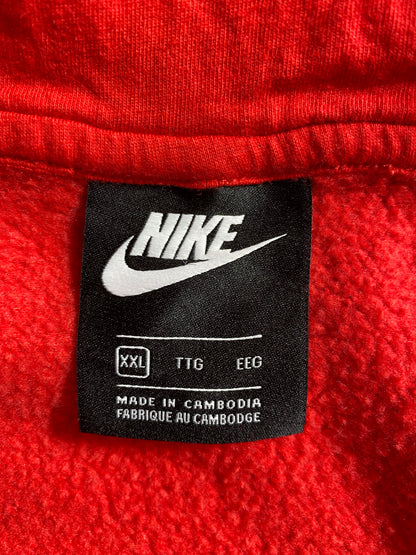 NIKE
XXL TTG EEG
MADE IN CAMBODIA
FABRIQUE AU CAMBODGE